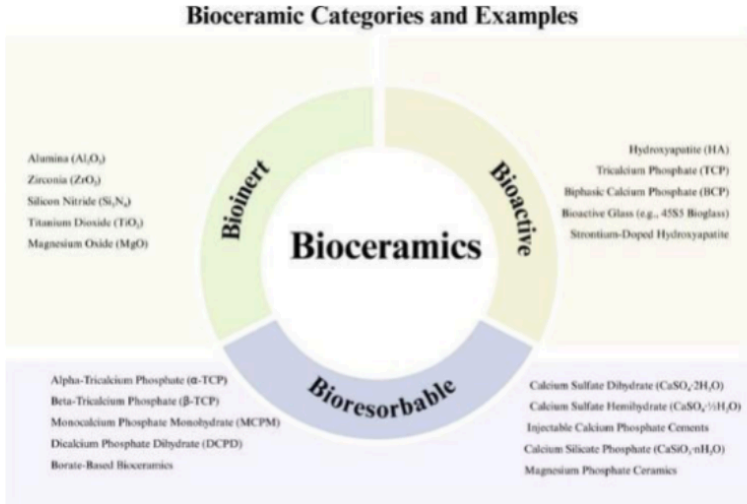 Bioceramic Categories and Examples
Alumina (Al₂O₃)
Zirconia (ZrO₂)
Silicon Nitride (Si₃N₄)
Titanium Dioxide (TiO₂)
Magnesium Oxide (MgO)
Bioinert
Bioceramics
Bioactive
Hydroxyapatite (HA)
Tricalcium Phosphate (TCP)
Biphasic Calcium Phosphate (BCP)
Bioactive Glass (e.g., 45S5 Bioglass)
Strontium-Doped Hydroxyapatite
Bioresorbable
Alpha-Tricalcium Phosphate (α-TCP)
Beta-Tricalcium Phosphate (β-TCP)
Monocalcium Phosphate Monohydrate (MCPM)
Dicalcium Phosphate Dihydrate (DCPD)
Borate-Based Bioceramics
Calcium Sulfate Dihydrate (CaSO₄·2H₂O)
Calcium Sulfate Hemihydrate (CaSO₄·½H₂O)
Injectable Calcium Phosphate Cements
Calcium Silicate Phosphate (CaSiO₃·nH₂O)
Magnesium Phosphate Ceramics